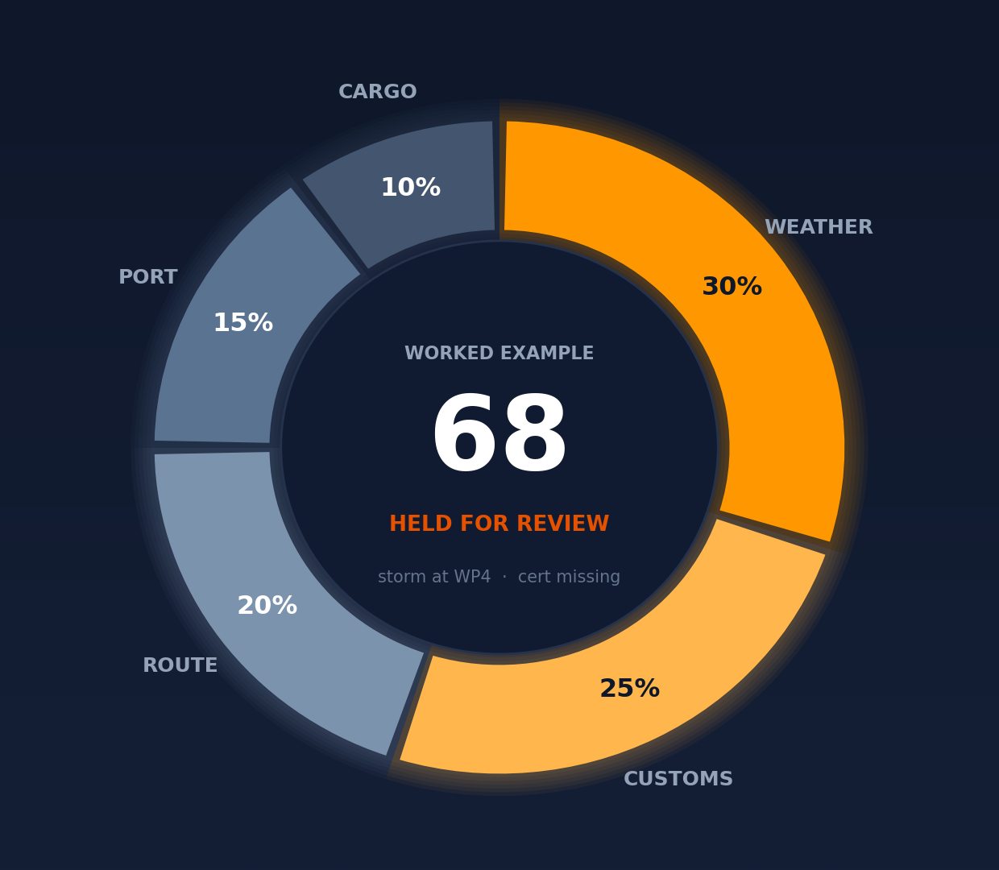 CARGO
10%
WEATHER
30%
PORT
15%
WORKED EXAMPLE
68
HELD FOR REVIEW
storm at WP4 · cert missing
20%
ROUTE
25%
CUSTOMS